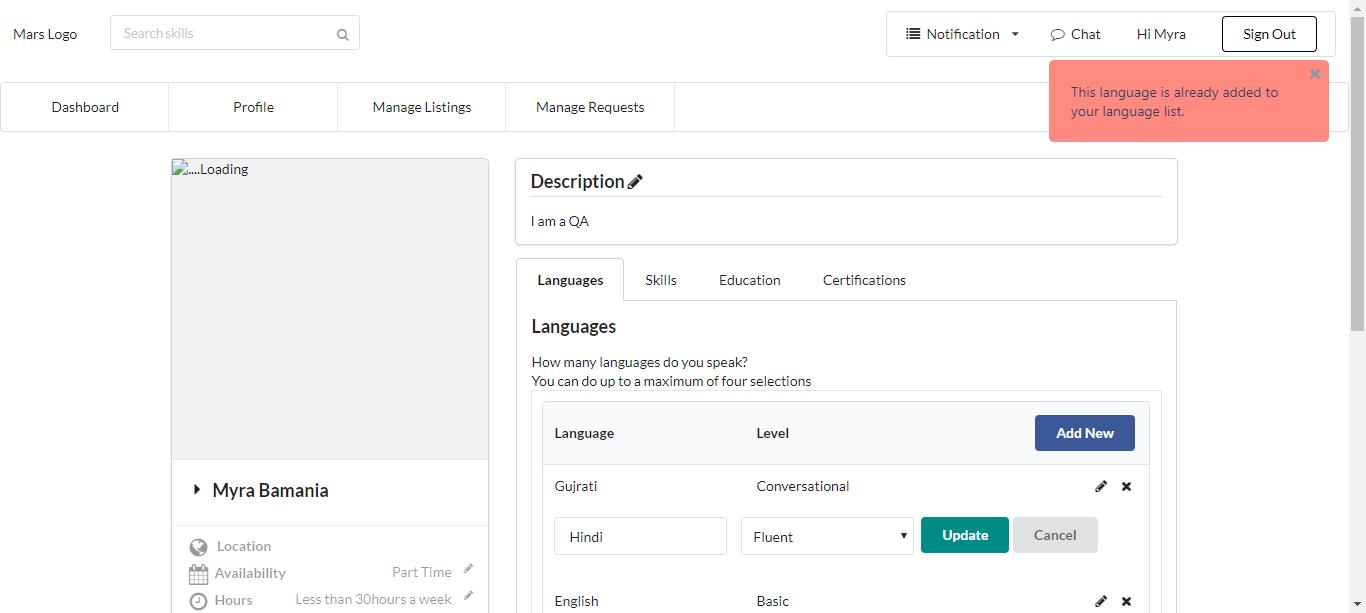 Mars Logo
Search skills
Notification
Chat
Hi Myra
Sign Out
This language is already added to
your language list.
Dashboard
Profile
Manage Listings
Manage Requests
....Loading
Description
I am a QA
Languages
Skills
Education
Certifications
Languages
How many languages do you speak?
You can do up to a maximum of four selections
Language
Level
Add New
Gujrati
Conversational
Hindi
Fluent
Update
Cancel
English
Basic
Myra Bamania
Location
Availability
Part Time
Hours
Less than 30hours a week